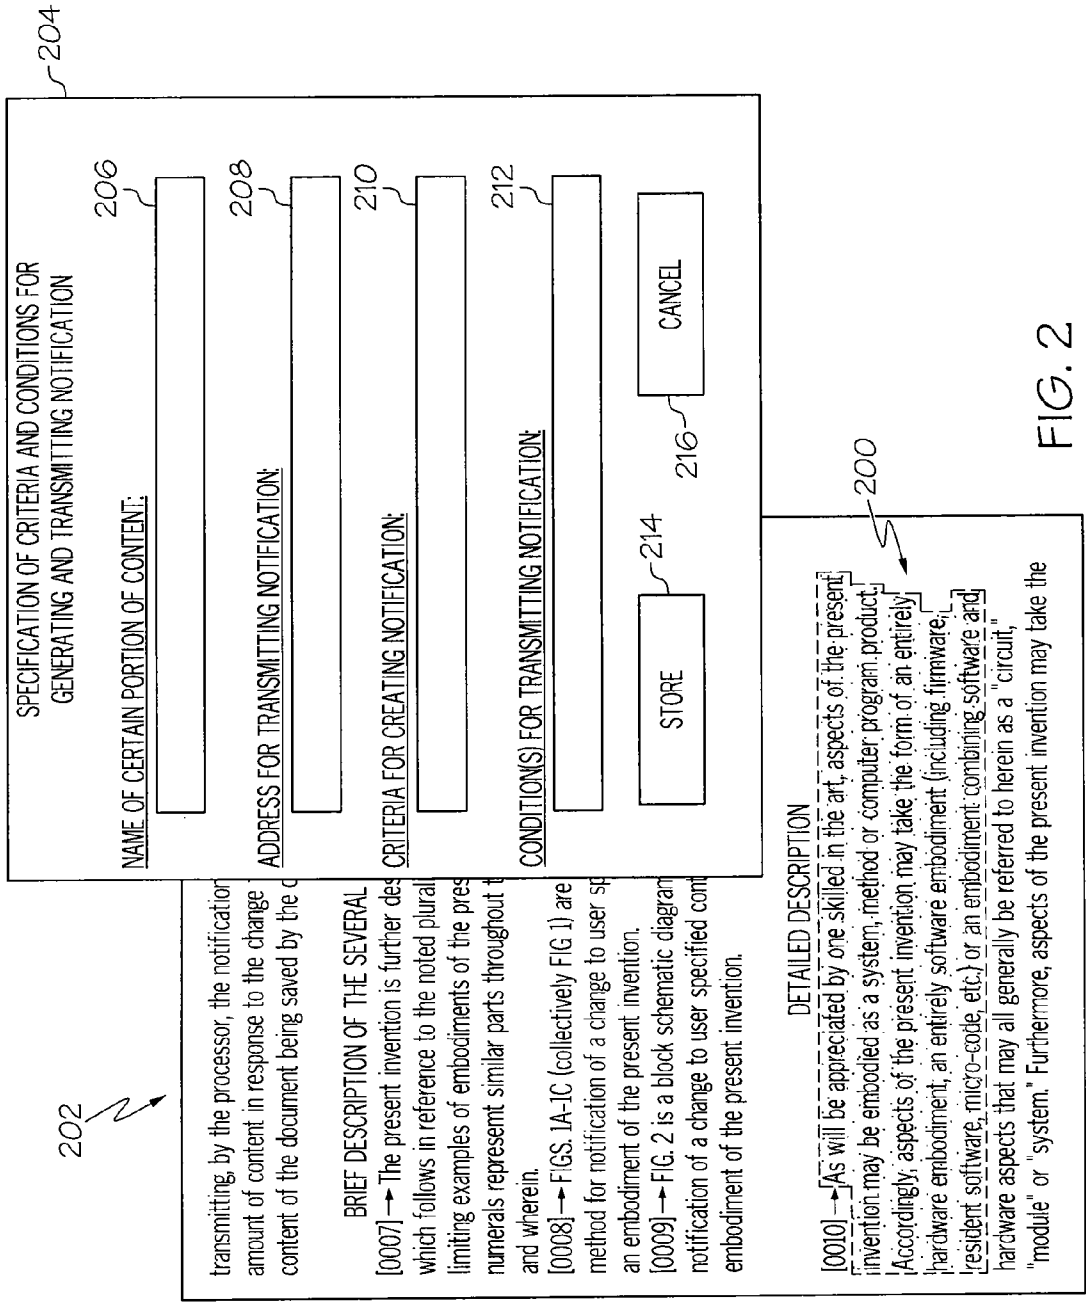 204
SPECIFICATION OF CRITERIA AND CONDITIONS FOR
GENERATING AND TRANSMITTING NOTIFICATION
NAME OF CERTAIN PORTION OF CONTENT:
206
ADDRESS FOR TRANSMITTING NOTIFICATION:
208
CRITERIA FOR CREATING NOTIFICATION:
210
CONDITION(S) FOR TRANSMITTING NOTIFICATION:
212
STORE
214
CANCEL
216
202
transmitting, by the processor, the notification
amount of content in response to the change
content of the document being saved by the
BRIEF DESCRIPTION OF THE SEVERAL
[0007] → The present invention is further des
which follows in reference to the noted plural
limiting examples of embodiments of the pres
numerals represemt similar parts throughout t
and wherein.
[0008] → FIGS. 1A-1C (collectively FIG 1) are
method for notification of a change to user sp
an embodiment of the present invention.
[0009] → FIG. 2 is a block schematic diagram
notification of a change to user specified cont
embodiment of the present invention.
DETAILED DESCRIPTION
[0010] → As will be appreciated by one skilled in the art, aspects of the present
invention may be embodied as a system, method or computer program product.
Accordingly, aspects of the present invention may take the form of an entirely
hardware embodiment, an entirely software embodiment (including firmware,
resident software, micro-code, etc.) or an embodiment combining software and
hardware aspects that may all generally be referred to herein as a "circuit,"
"module" or "system." Furthermore, aspects of the present invention may take the
200
FIG. 2